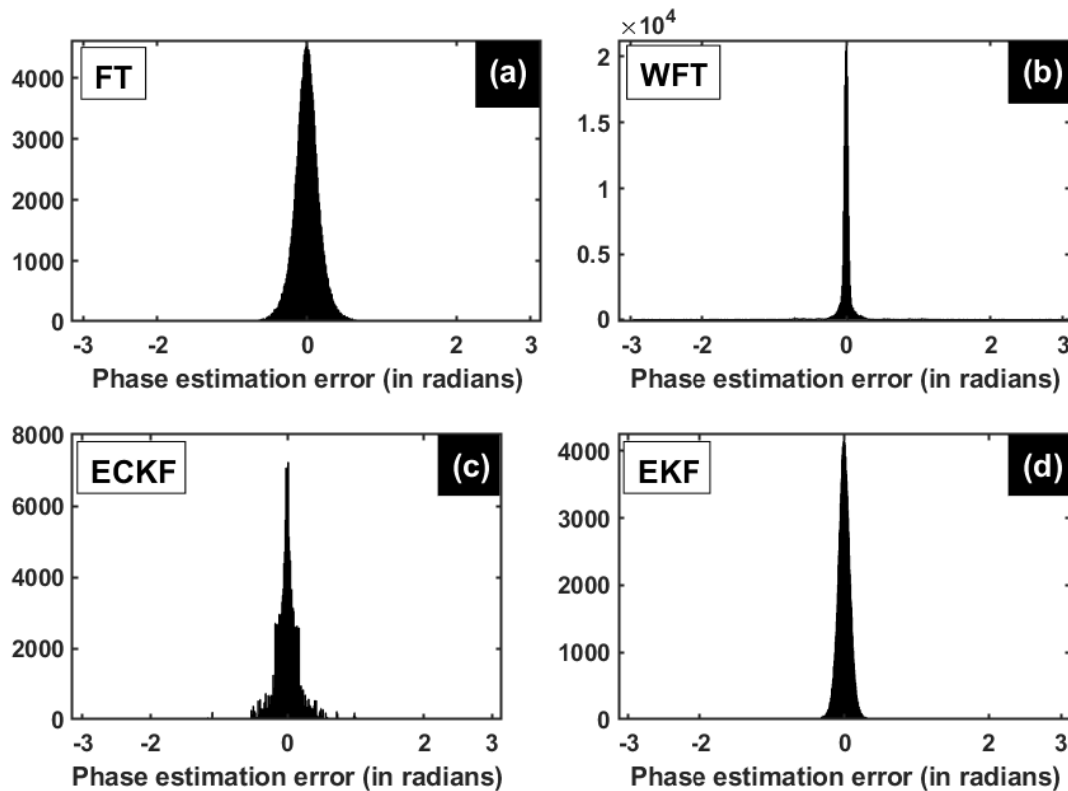 FT
(a)
4000
3000
2000
1000
0
-3 -2 0 2 3
Phase estimation error (in radians)
×10^4
WFT
(b)
2
1.5
1
0.5
0
-3 -2 0 2 3
Phase estimation error (in radians)
ECKF
(c)
8000
6000
4000
2000
0
-3 -2 0 2 3
Phase estimation error (in radians)
EKF
(d)
4000
3000
2000
1000
0
-3 -2 0 2 3
Phase estimation error (in radians)